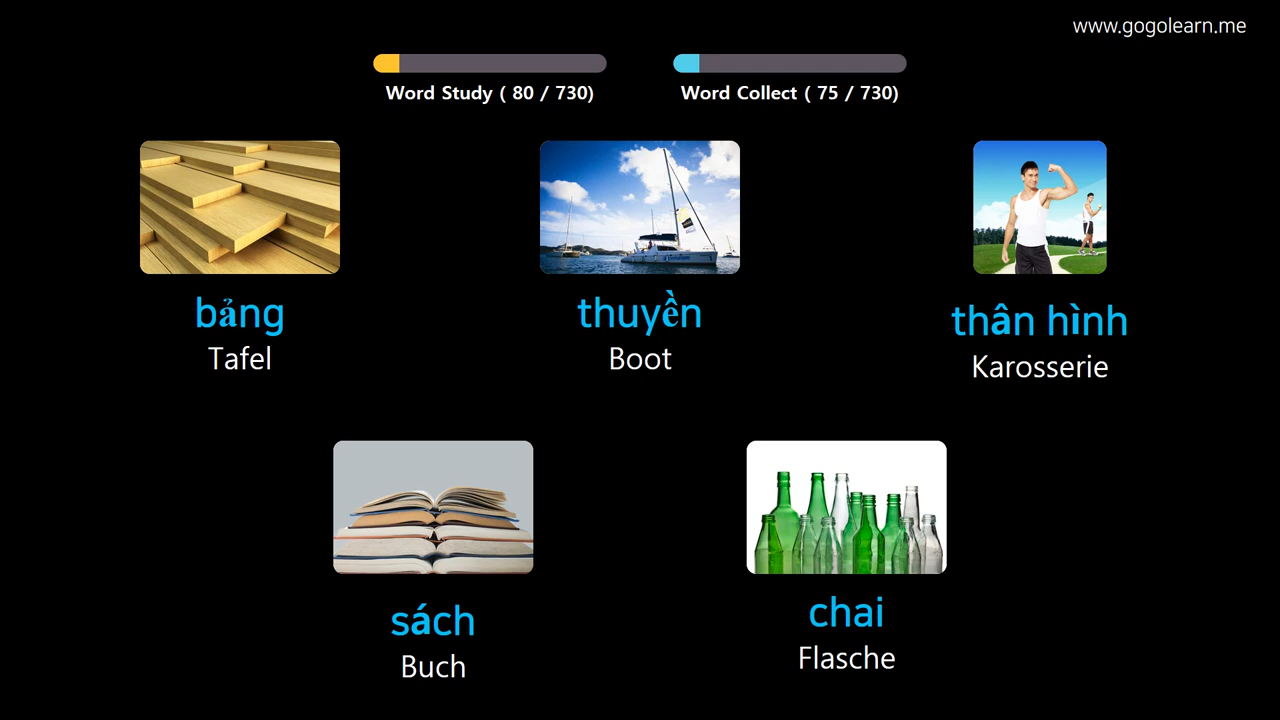 www.gogolearn.me
Word Study ( 80 / 730)
Word Collect ( 75 / 730)
bảng
Tafel
thuyền
Boot
thân hình
Karosserie
sách
Buch
chai
Flasche